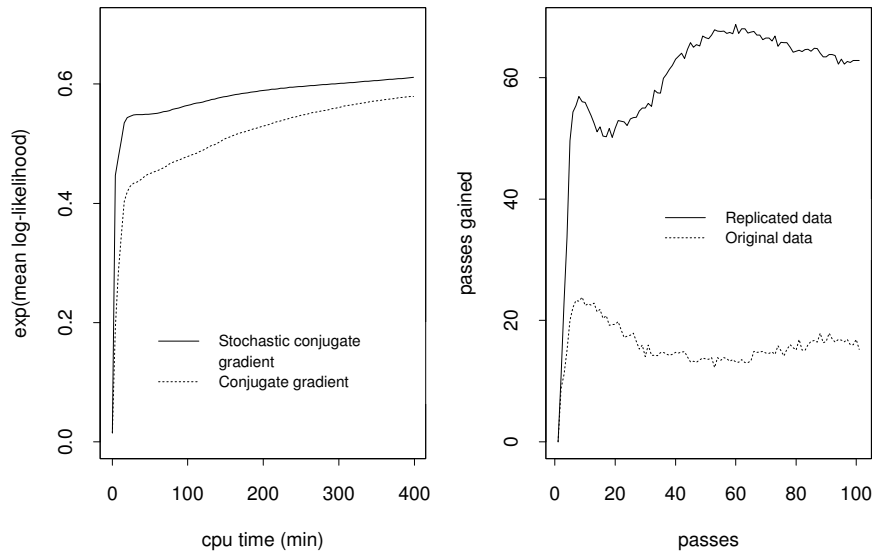 exp(mean log-likelihood)
0.6
0.4
0.2
0.0
Stochastic conjugate
gradient
Conjugate gradient
0 100 200 300 400
cpu time (min)
passes gained
60
40
20
0
Replicated data
Original data
0 20 40 60 80 100
passes